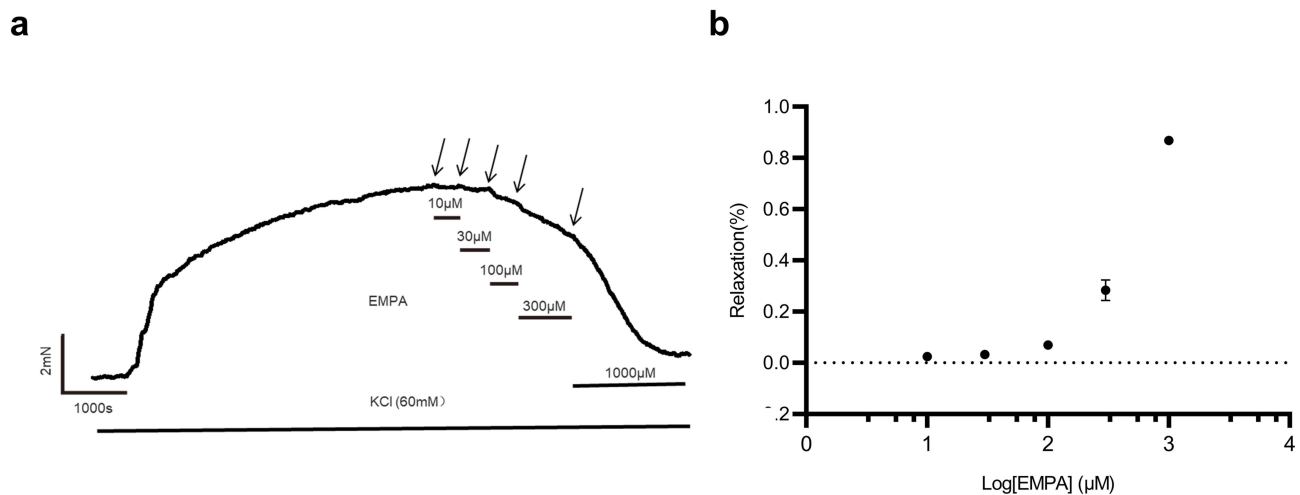 a
10µM
30µM
100µM
EMPA
300µM
2mN
1000µM
1000s
KCl (60mM）
b
Relaxation(%)
1.0
0.8
0.6
0.4
0.2
0.0
.2
0 1 2 3 4
Log[EMPA] (µM)